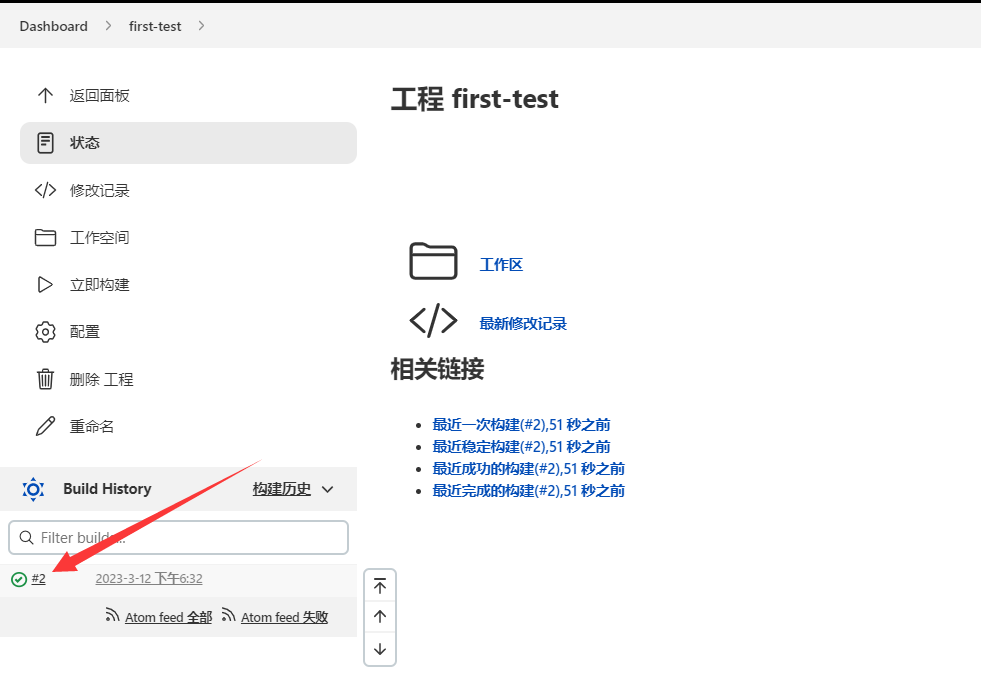 Dashboard
first-test
返回面板
状态
修改记录
工作空间
立即构建
配置
删除 工程
重命名
Build History
构建历史
Filter builds...
#2
2023-3-12 下午6:32
Atom feed 全部
Atom feed 失败
工程 first-test
工作区
最新修改记录
相关链接
最近一次构建(#2),51 秒之前
最近稳定构建(#2),51 秒之前
最近成功的构建(#2),51 秒之前
最近完成的构建(#2),51 秒之前